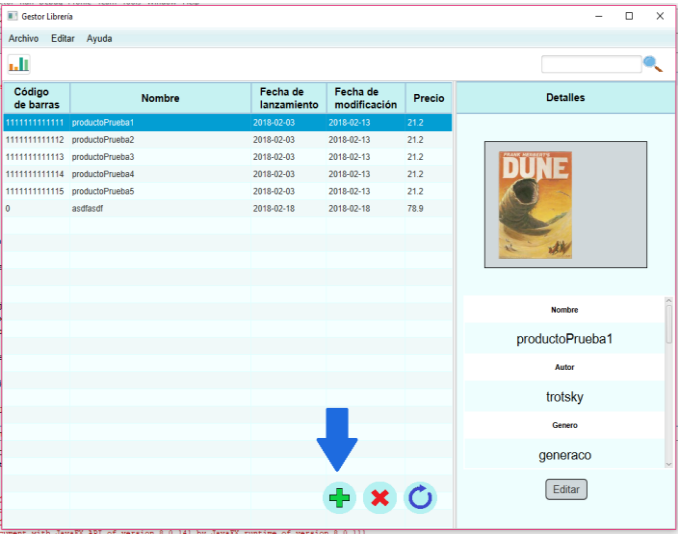 Gestor Librería
Archivo Editar Ayuda
Código de barras Nombre Fecha de lanzamiento Fecha de modificación Precio
1111111111111 productoPrueba1 2018-02-03 2018-02-13 21.2
1111111111112 productoPrueba2 2018-02-03 2018-02-13 21.2
1111111111113 productoPrueba3 2018-02-03 2018-02-13 21.2
1111111111114 productoPrueba4 2018-02-03 2018-02-13 21.2
1111111111115 productoPrueba5 2018-02-03 2018-02-13 21.2
0 asdfasdf 2018-02-18 2018-02-18 78.9
Detalles
FRANK HERBERT'S
DUNE
Nombre
productoPrueba1
Autor
trotsky
Genero
generaco
Editar